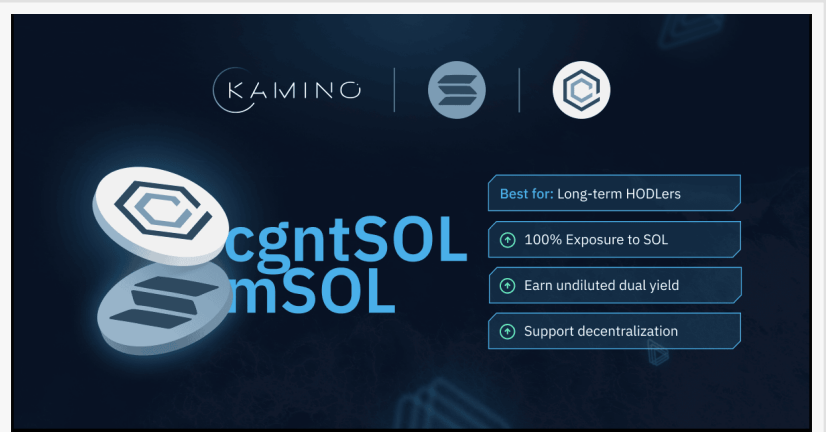 KAMINO
cgntSOL
mSOL
Best for: Long-term HODLers
100% Exposure to SOL
Earn undiluted dual yield
Support decentralization